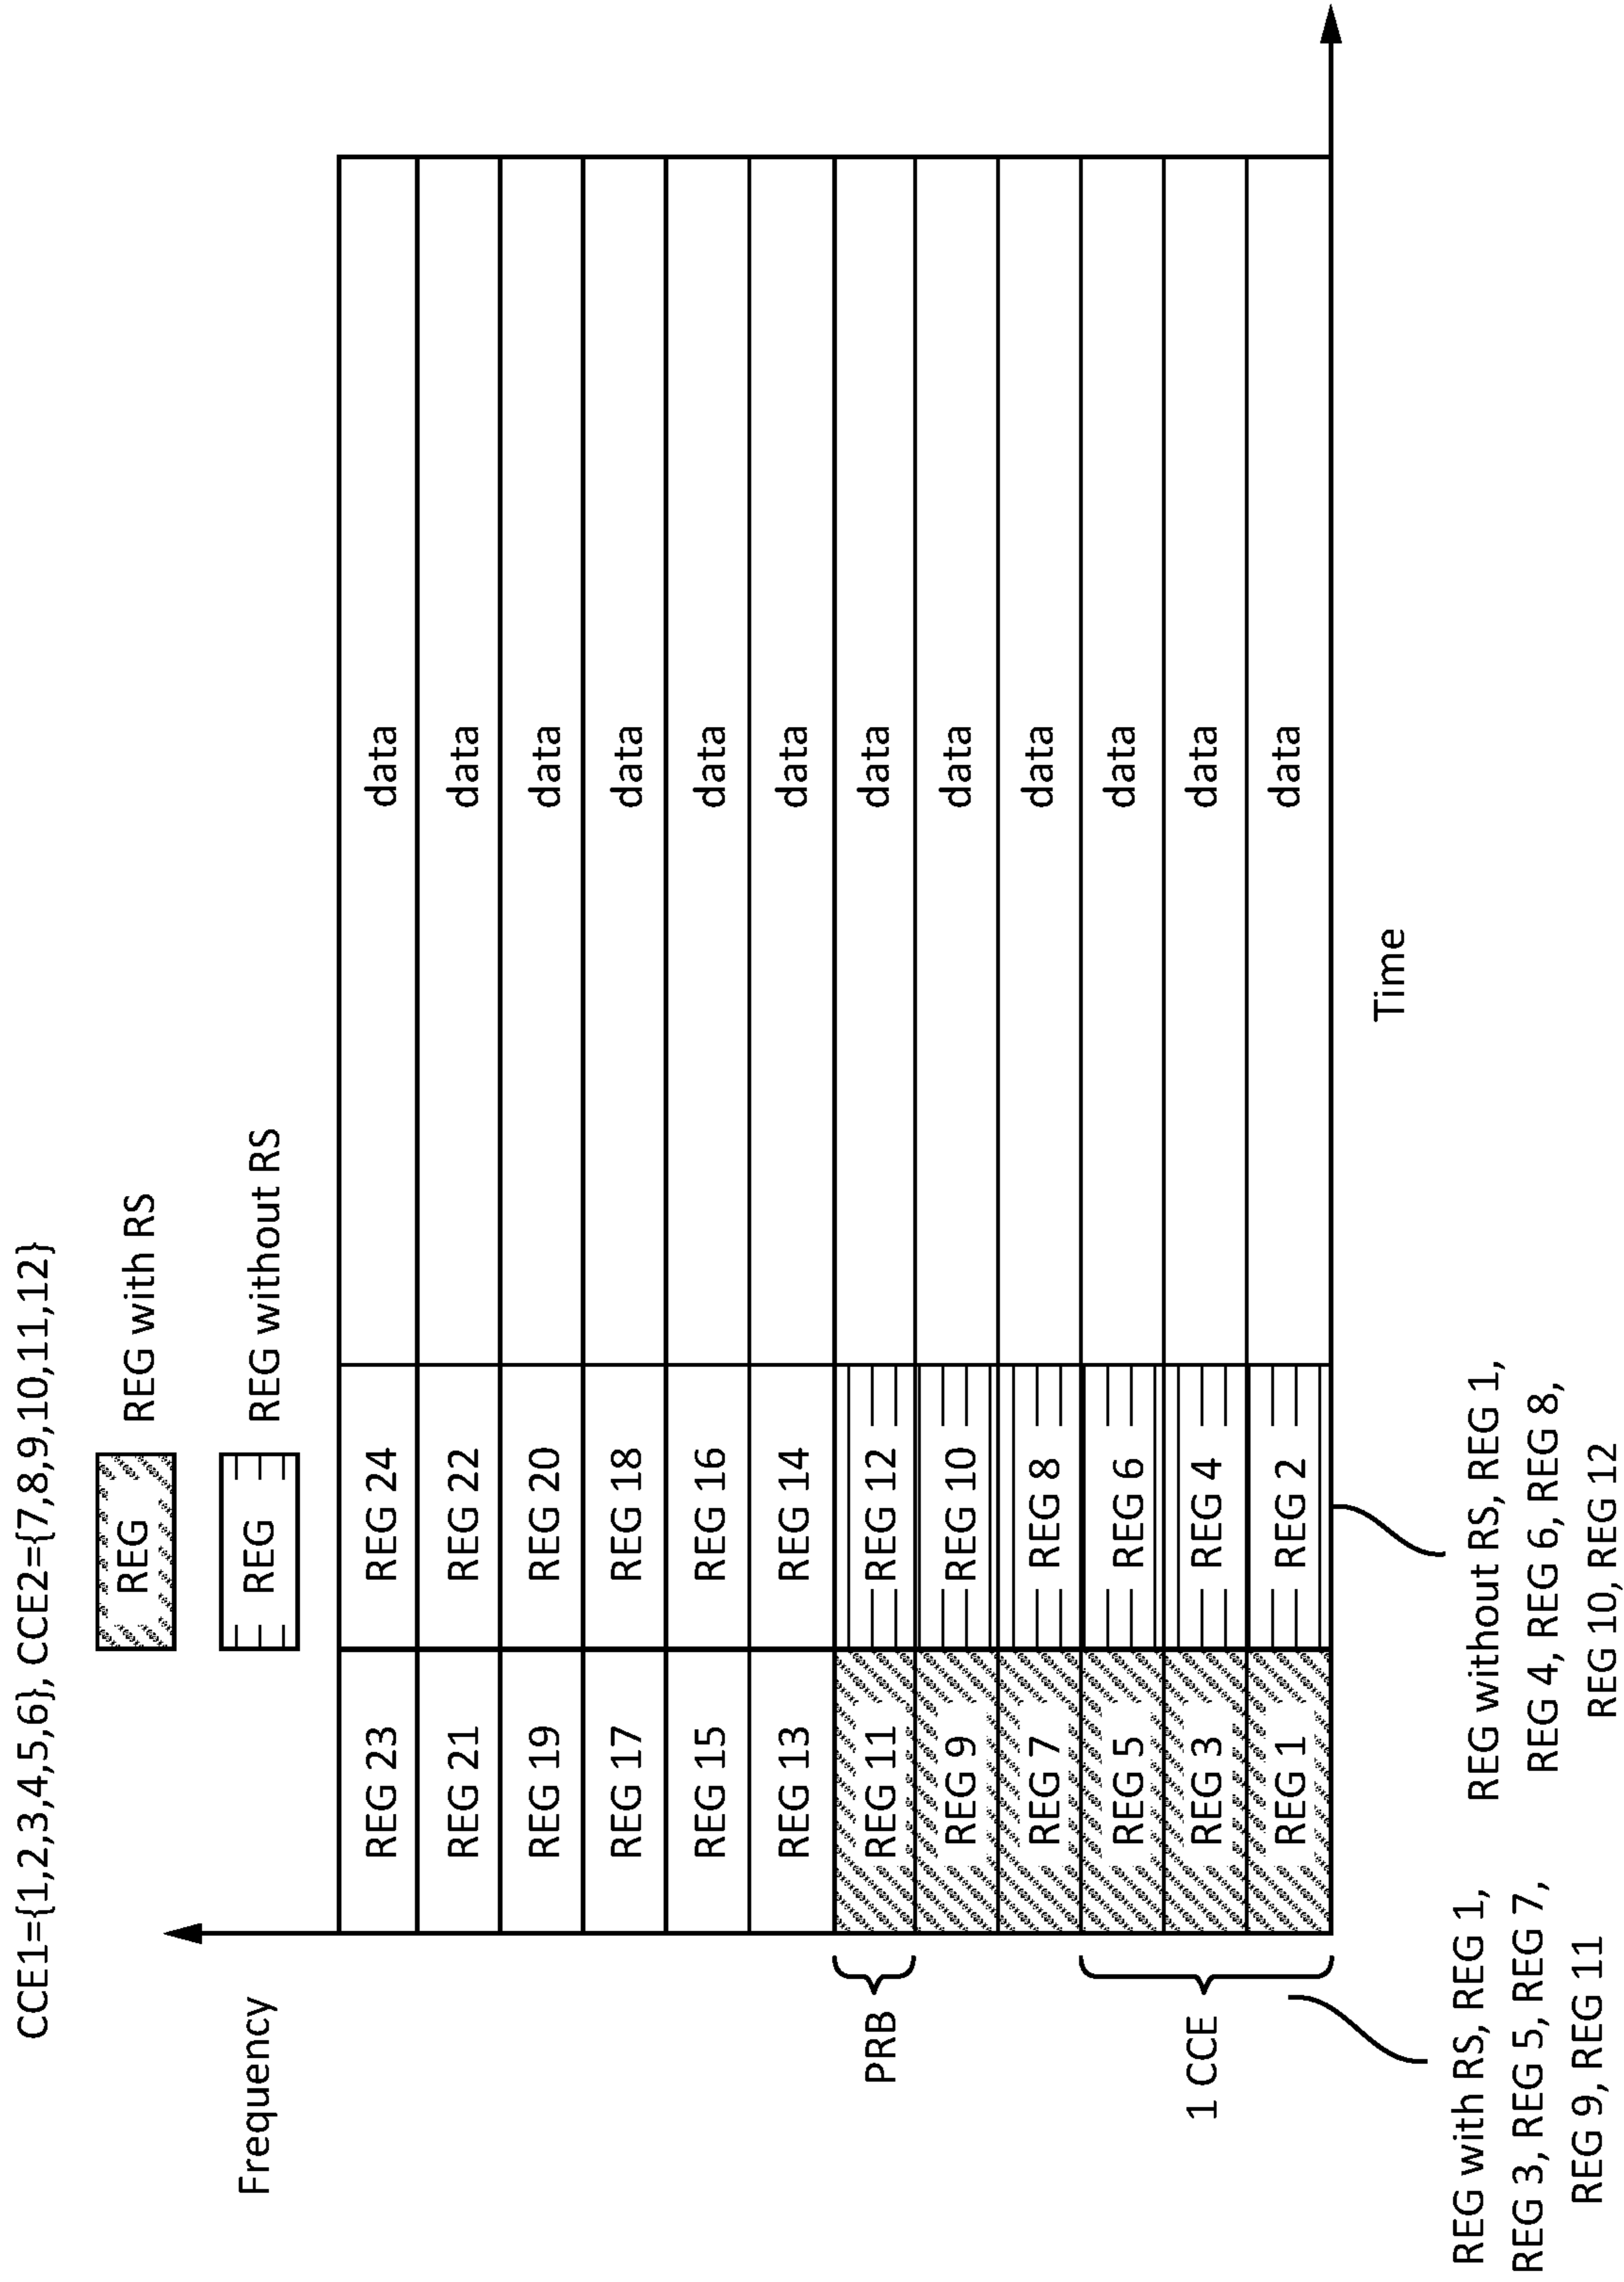 CCE1={1,2,3,4,5,6}, CCE2={7,8,9,10,11,12}
REG
REG with RS
REG
REG without RS
Frequency
REG 23
REG 24
data
REG 21
REG 22
data
REG 19
REG 20
data
REG 17
REG 18
data
REG 15
REG 16
data
REG 13
REG 14
data
PRB
REG 11
REG 12
data
REG 9
REG 10
data
REG 7
REG 8
data
REG 5
REG 6
data
1 CCE
REG 3
REG 4
data
REG 1
REG 2
data
Time
REG with RS, REG 1,
REG 3, REG 5, REG 7,
REG 9, REG 11
REG without RS, REG 1,
REG 4, REG 6, REG 8,
REG 10, REG 12